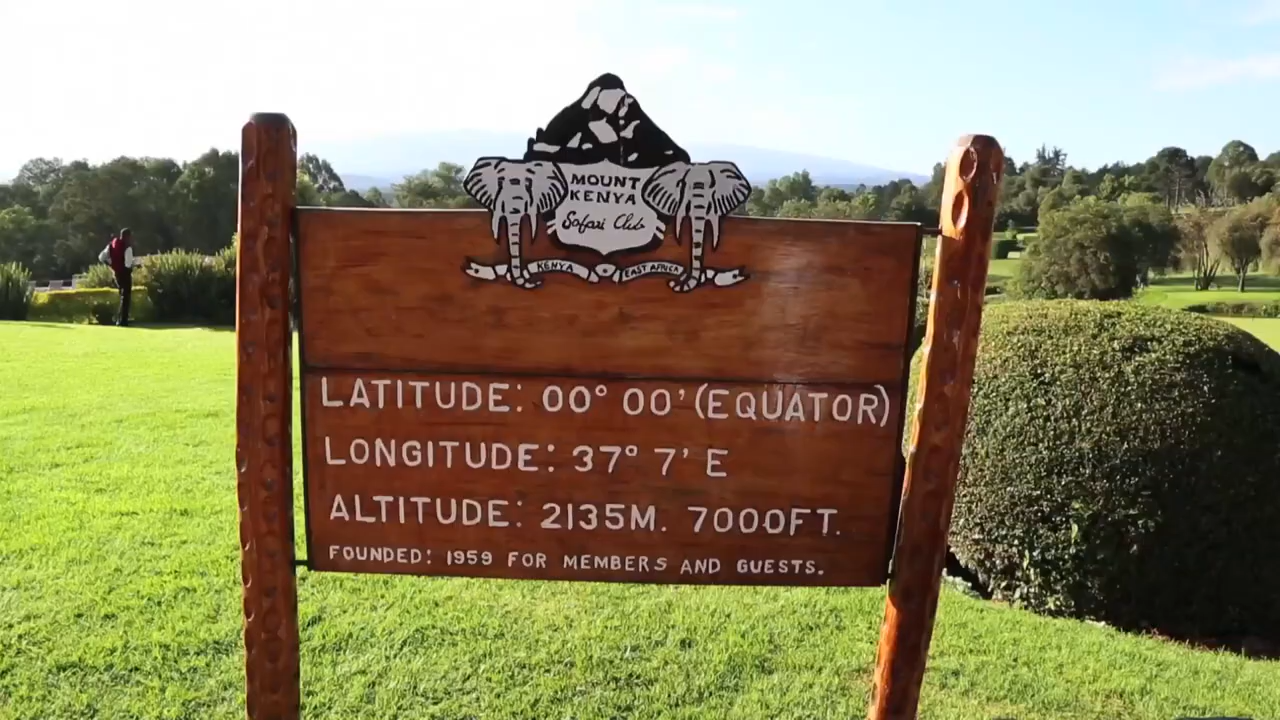 MOUNT
KENYA
Safari Club
KENYA EAST AFRICA
LATITUDE: 00° 00' (EQUATOR)
LONGITUDE: 37° 7' E
ALTITUDE: 2135M. 7000FT.
FOUNDED: 1959 FOR MEMBERS AND GUESTS.